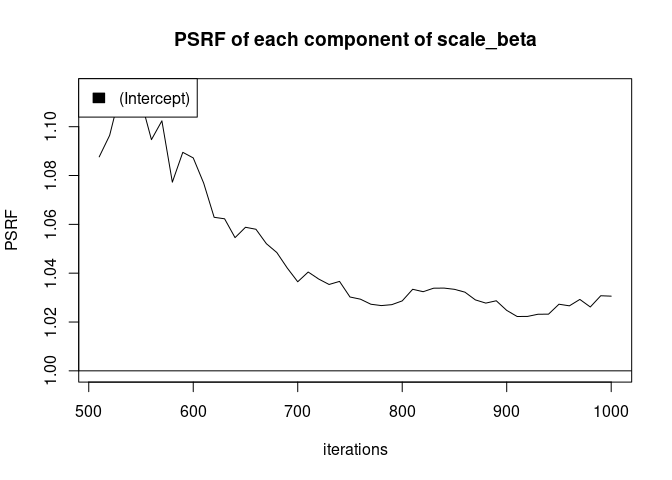 PSRF of each component of scale_beta
(Intercept)
PSRF
1.10
1.08
1.06
1.04
1.02
1.00
500 600 700 800 900 1000
iterations